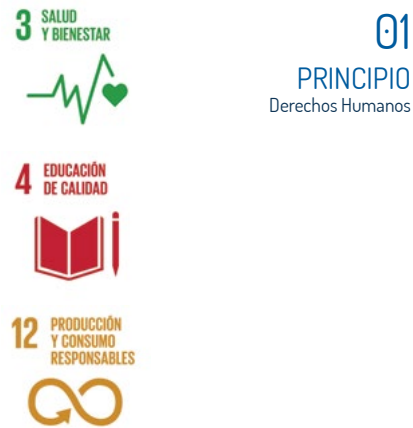 3 SALUD
Y BIENESTAR
01
PRINCIPIO
Derechos Humanos
4 EDUCACIÓN
DE CALIDAD
12 PRODUCCIÓN
Y CONSUMO
RESPONSABLES